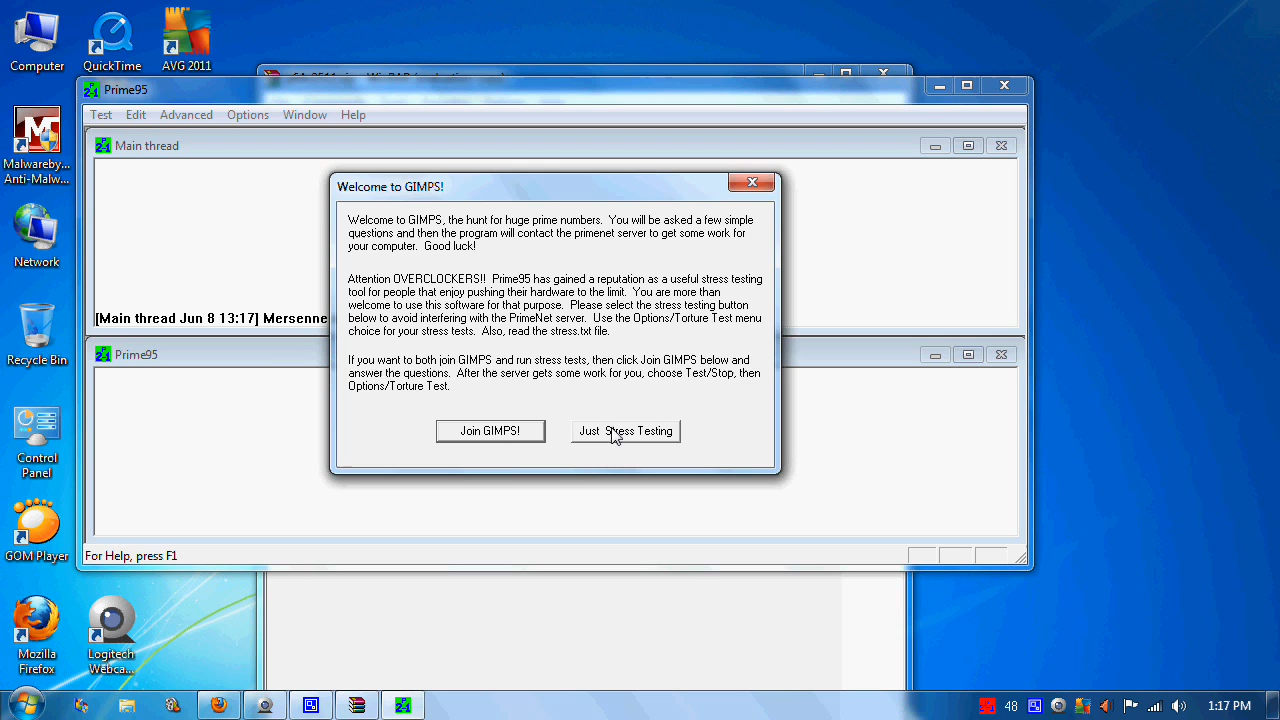 Computer
QuickTime
AVG 2011
Malwareby...
Anti-Malw...
Network
Recycle Bin
Control
Panel
GOM Player
Mozilla
Firefox
Logitech
Webca...
Prime95
Test Edit Advanced Options Window Help
Main thread
[Main thread Jun 8 13:17] Mersenne
Prime95
For Help, press F1
Welcome to GIMPS!
Welcome to GIMPS, the hunt for huge prime numbers. You will be asked a few simple
questions and then the program will contact the primenet server to get some work for
your computer. Good luck!
Attention OVERCLOCKERS!! Prime95 has gained a reputation as a useful stress testing
tool for people that enjoy pushing their hardware to the limit. You are more than
welcome to use this software for that purpose. Please select the stress testing button
below to avoid interfering with the PrimeNet server. Use the Options/Torture Test menu
choice for your stress tests. Also, read the stress.txt file.
If you want to both join GIMPS and run stress tests, then click Join GIMPS below and
answer the questions. After the server gets some work for you, choose Test/Stop, then
Options/Torture Test.
Join GIMPS!
Just Stress Testing
48
1:17 PM